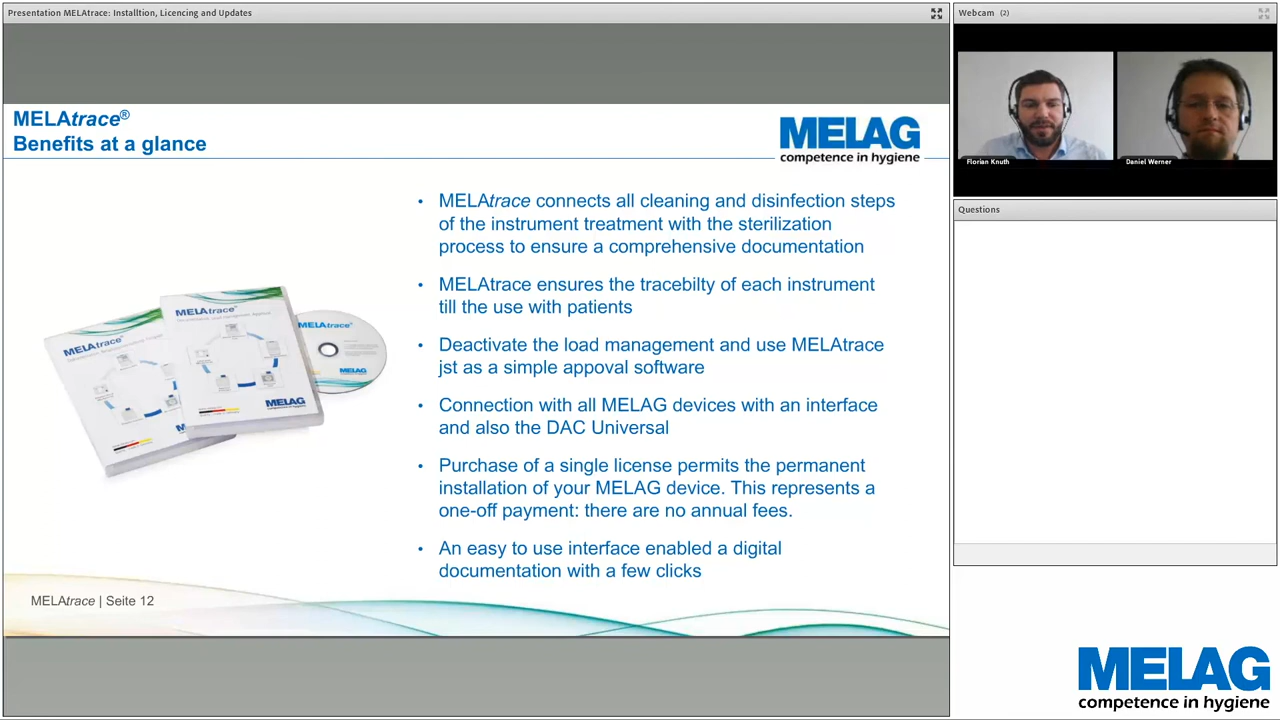 Presentation MELAtrace: Installtion, Licencing and Updates
MELAtrace®
Benefits at a glance
MELAG
competence in hygiene
• MELAtrace connects all cleaning and disinfection steps
of the instrument treatment with the sterilization
process to ensure a comprehensive documentation
• MELAtrace ensures the tracebilty of each instrument
till the use with patients
• Deactivate the load management and use MELAtrace
jst as a simple appoval software
• Connection with all MELAG devices with an interface
and also the DAC Universal
• Purchase of a single license permits the permanent
installation of your MELAG device. This represents a
one-off payment: there are no annual fees.
• An easy to use interface enabled a digital
documentation with a few clicks
MELAtrace®
MELAtrace®
MELAtrace®
MELAG
MELAG
competence in hygiene
MELAtrace | Seite 12
Webcam (2)
Florian Knuth
Daniel Werner
Questions
MELAG
competence in hygiene